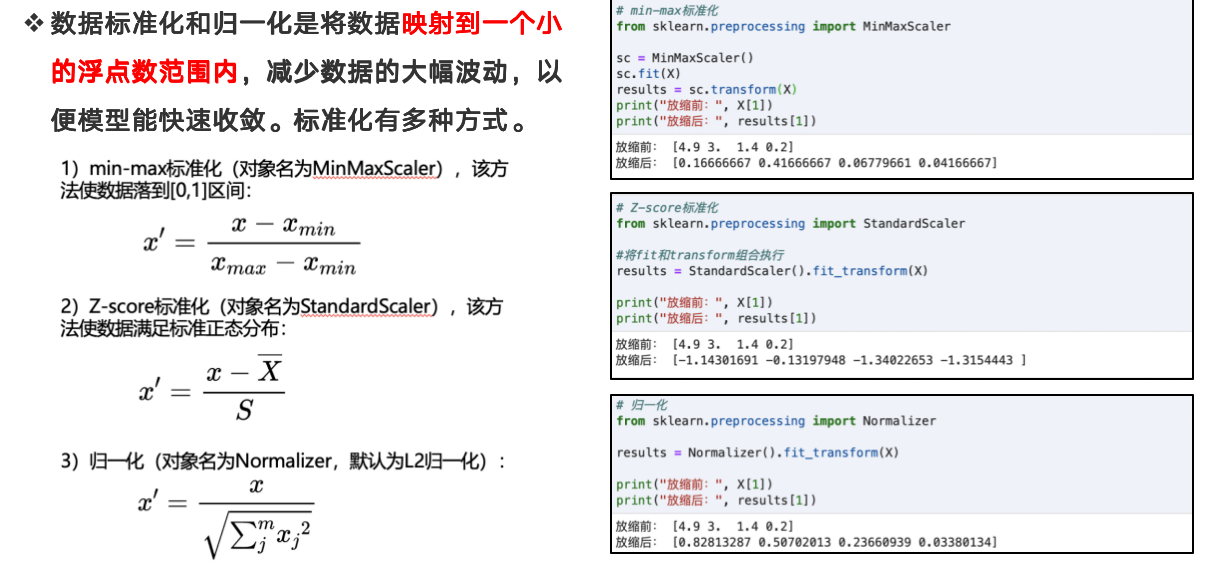 ❖ 数据标准化和归一化是将数据映射到一个小
的浮点数范围内，减少数据的大幅波动，以
便模型能快速收敛。标准化有多种方式。
1）min-max标准化（对象名为MinMaxScaler），该方
法使数据落到[0,1]区间：
x′ = (x − x_min) / (x_max − x_min)
2）Z-score标准化（对象名为StandardScaler），该方
法使数据满足标准正态分布：
x′ = (x − X̅) / S
3）归一化（对象名为Normalizer，默认为L2归一化）：
x′ = x / √(∑_j^m x_j²)
# min-max标准化
from sklearn.preprocessing import MinMaxScaler
sc = MinMaxScaler()
sc.fit(X)
results = sc.transform(X)
print("放缩前：", X[1])
print("放缩后：", results[1])
放缩前： [4.9 3.  1.4 0.2]
放缩后： [0.16666667 0.41666667 0.06779661 0.04166667]
# Z-score标准化
from sklearn.preprocessing import StandardScaler
#将fit和transform组合执行
results = StandardScaler().fit_transform(X)
print("放缩前：", X[1])
print("放缩后：", results[1])
放缩前： [4.9 3.  1.4 0.2]
放缩后： [-1.14301691 -0.13197948 -1.34022653 -1.3154443 ]
# 归一化
from sklearn.preprocessing import Normalizer
results = Normalizer().fit_transform(X)
print("放缩前：", X[1])
print("放缩后：", results[1])
放缩前： [4.9 3.  1.4 0.2]
放缩后： [0.82813287 0.50702013 0.23660939 0.03380134]